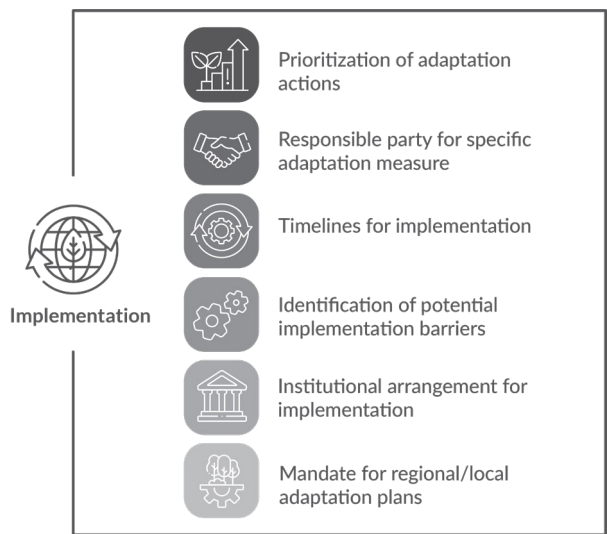 Prioritization of adaptation
actions
Responsible party for specific
adaptation measure
Timelines for implementation
Implementation
Identification of potential
implementation barriers
Institutional arrangement for
implementation
Mandate for regional/local
adaptation plans